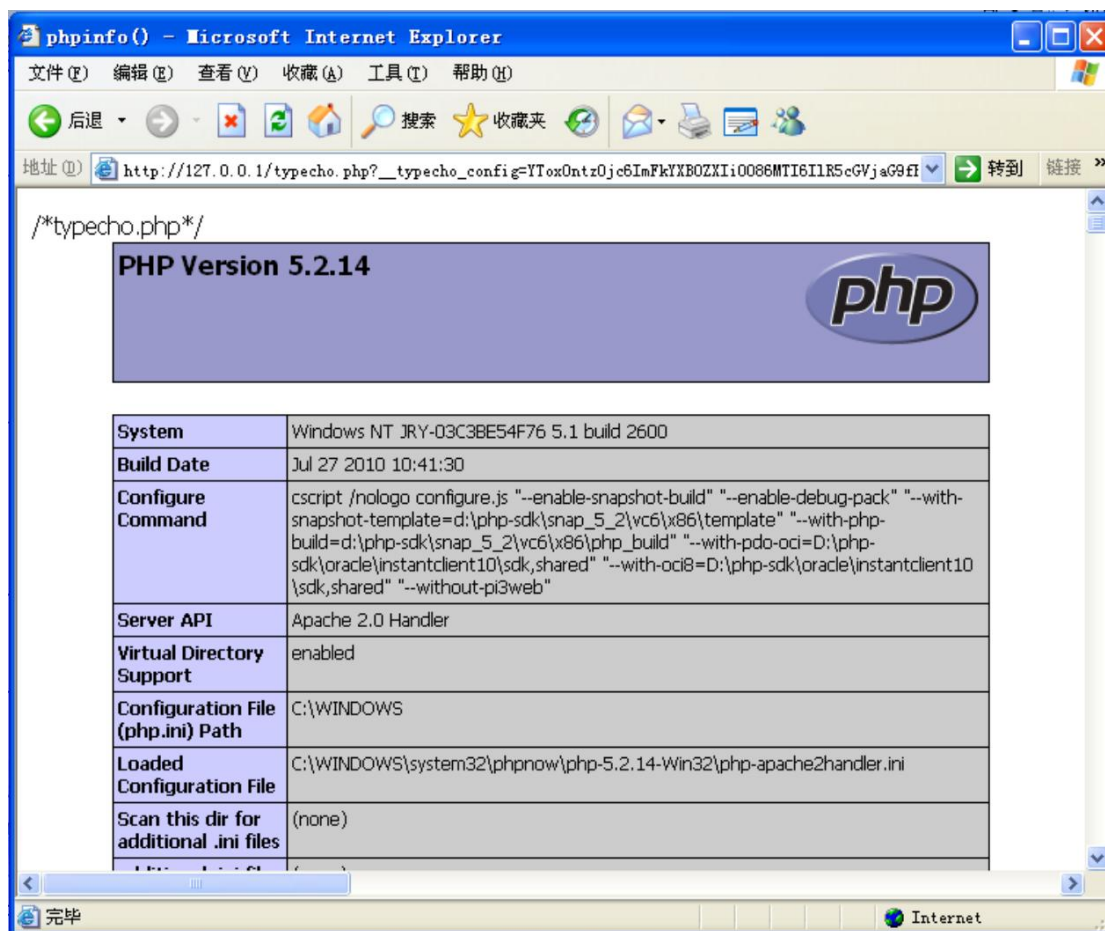 phpinfo() - Microsoft Internet Explorer
文件(F) 编辑(E) 查看(V) 收藏(A) 工具(T) 帮助(H)
后退 搜索 收藏夹
地址(D) http://127.0.0.1/typecho.php?__typecho_config= 转到 链接 »
/*typecho.php*/
PHP Version 5.2.14
php
System Windows NT JRY-03C3BE54F76 5.1 build 2600
Build Date Jul 27 2010 10:41:30
Configure Command cscript /nologo configure.js "--enable-snapshot-build" "--enable-debug-pack" "--with-
snapshot-template=d:\php-sdk\snap_5_2\vc6\x86\template" "--with-php-
build=d:\php-sdk\snap_5_2\vc6\x86\php_build" "--with-pdo-oci=D:\php-
sdk\oracle\instantclient10\sdk,shared" "--with-oci8=D:\php-sdk\oracle\instantclient10
\sdk,shared" "--without-pi3web"
Server API Apache 2.0 Handler
Virtual Directory Support enabled
Configuration File (php.ini) Path C:\WINDOWS
Loaded Configuration File C:\WINDOWS\system32\phpnow\php-5.2.14-Win32\php-apache2handler.ini
Scan this dir for additional .ini files (none)
完毕 Internet